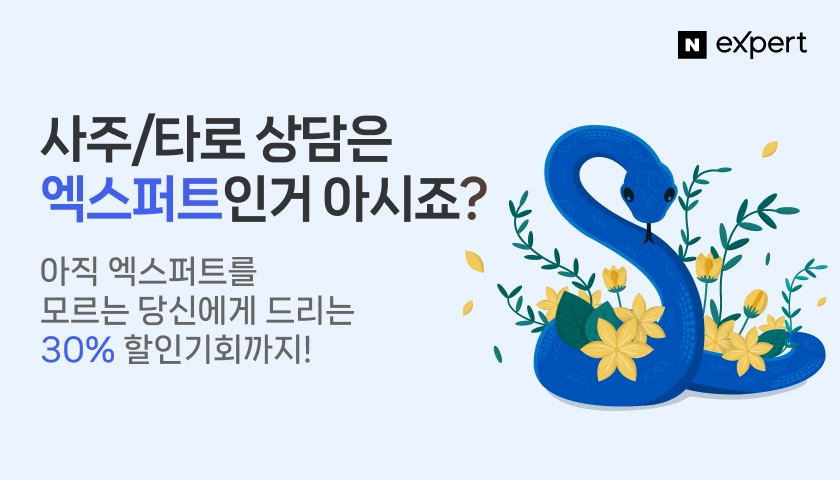 N expert
사주/타로 상담은
엑스퍼트인거 아시죠?
아직 엑스퍼트를
모르는 당신에게 드리는
30% 할인기회까지!